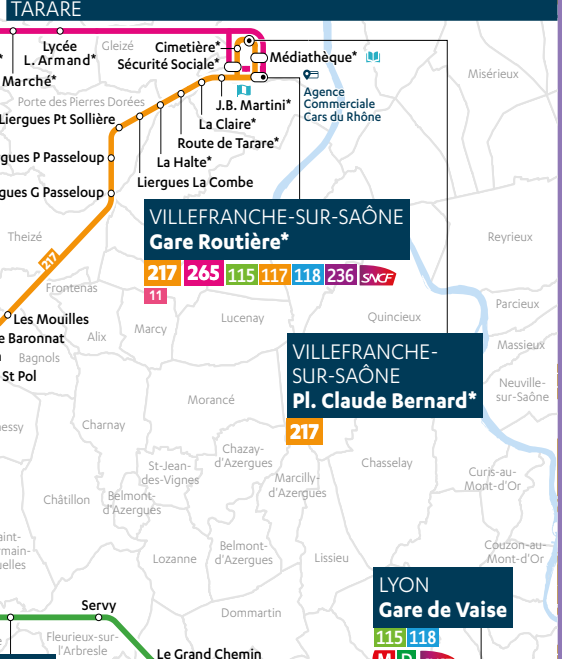 TARARE
Lycée
L. Armand*
Gleizé
Cimetière*
Sécurité Sociale*
Médiathèque*
Misérieux
Marché*
Agence
Commerciale
Cars du Rhône
Porte des Pierres Dorées
J.B. Martini*
Liergues Pt Sollière
La Claire*
Route de Tarare*
gues P Passeloup
La Halte*
Liergues La Combe
gues G Passeloup
VILLEFRANCHE-SUR-SAÔNE
Gare Routière*
217 265 115 117 118 236 SNCF
11
Theizé
Reyrieux
217
Frontenas
Parcieux
Les Mouilles
Marcy
Lucenay
Quincieux
e Baronnat
Alix
Massieux
Bagnols
St Pol
VILLEFRANCHE-
SUR-SAÔNE
Pl. Claude Bernard*
217
Neuville-
sur-Saône
Morancé
essy
Charnay
Chazay-
d'Azergues
Chasselay
St-Jean-
des-Vignes
Marcilly-
d'Azergues
Curis-au-
Mont-d'Or
Châtillon
Belmont-
d'Azergues
aint-
rmain-
uelles
Lozanne
Belmont-
d'Azergues
Lissieu
Couzon-au-
Mont-d'Or
LYON
Gare de Vaise
115 118
M D
Servy
Dommartin
Fleurieux-sur-
l'Arbresle
Le Grand Chemin